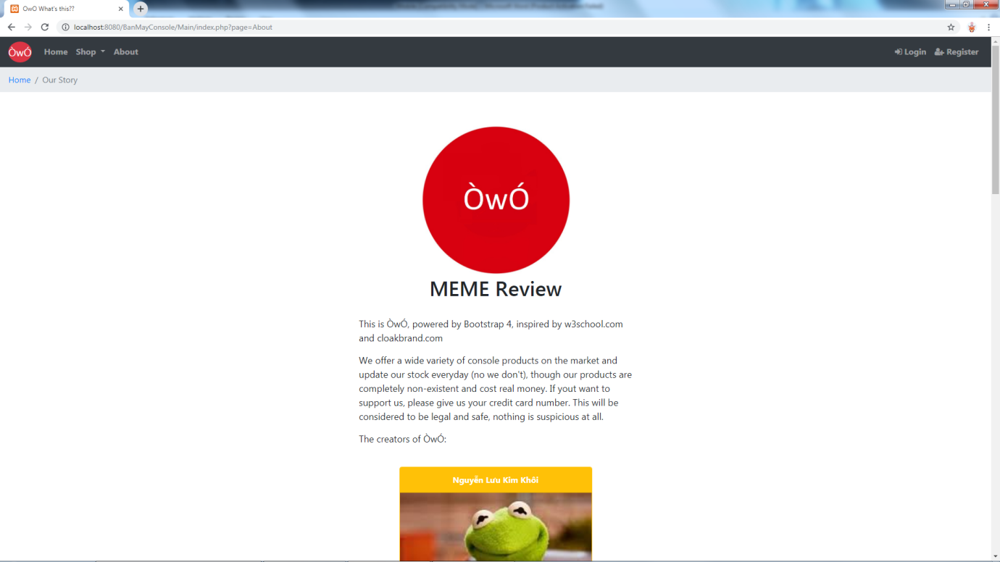 OwO What's this??
localhost:8080/BanMayConsole/Main/index.php?page=About
ÒwÓ
Home
Shop
About
Login
Register
Home / Our Story
ÒwÓ
MEME Review
This is ÒwÓ, powered by Bootstrap 4, inspired by w3school.com
and cloakbrand.com
We offer a wide variety of console products on the market and
update our stock everyday (no we don't), though our products are
completely non-existent and cost real money. If yout want to
support us, please give us your credit card number. This will be
considered to be legal and safe, nothing is suspicious at all.
The creators of ÒwÓ:
Nguyễn Lưu Kim Khôi